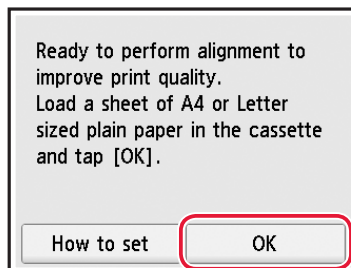 Ready to perform alignment to
improve print quality.
Load a sheet of A4 or Letter
sized plain paper in the cassette
and tap [OK].
How to set
OK